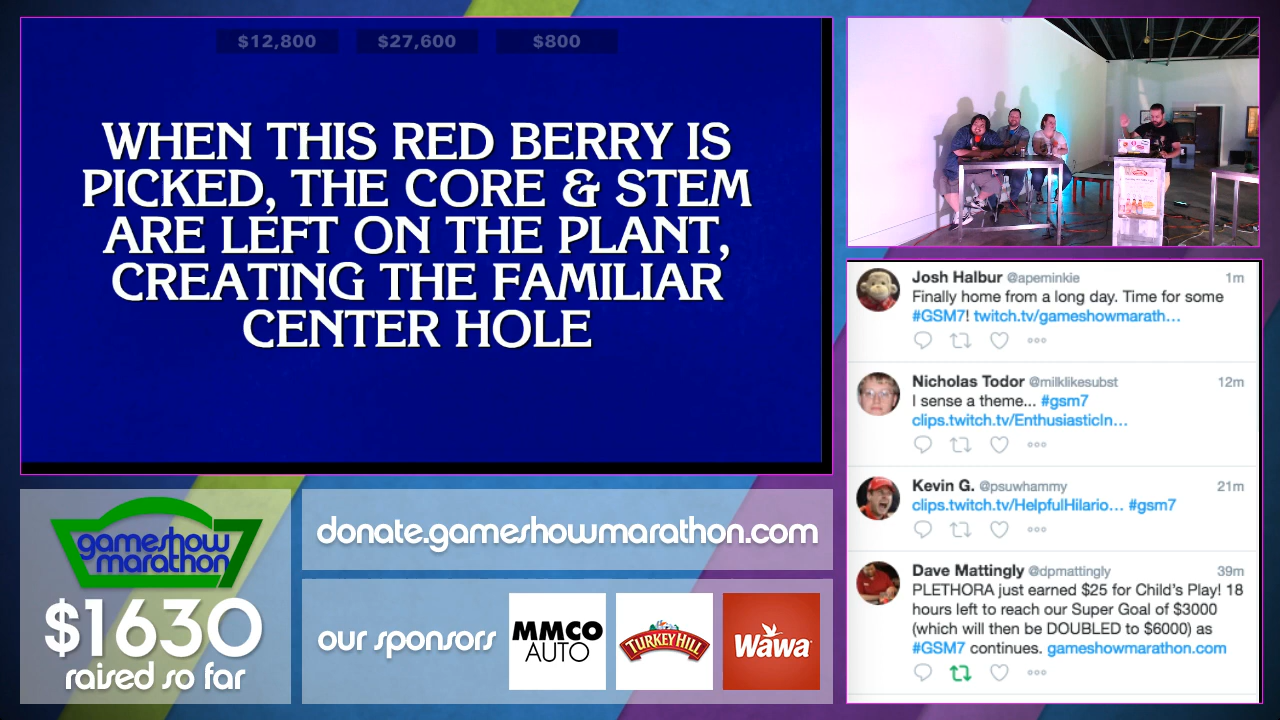 $12,800 $27,600 $800
WHEN THIS RED BERRY IS
PICKED, THE CORE & STEM
ARE LEFT ON THE PLANT,
CREATING THE FAMILIAR
CENTER HOLE
Josh Halbur @apeminkie 1m
Finally home from a long day. Time for some
#GSM7! twitch.tv/gameshowmarath…
Nicholas Todor @milklikesubst 12m
I sense a theme... #gsm7
clips.twitch.tv/EnthusiasticIn…
Kevin G. @psuwhammy 21m
clips.twitch.tv/HelpfulHilario… #gsm7
Dave Mattingly @dpmattingly 39m
PLETHORA just earned $25 for Child's Play! 18
hours left to reach our Super Goal of $3000
(which will then be DOUBLED to $6000) as
#GSM7 continues. gameshowmarathon.com
gameshow
marathon 7
$1630
raised so far
donate.gameshowmarathon.com
our sponsors
MMCO
AUTO
TURKEY HILL
Wawa